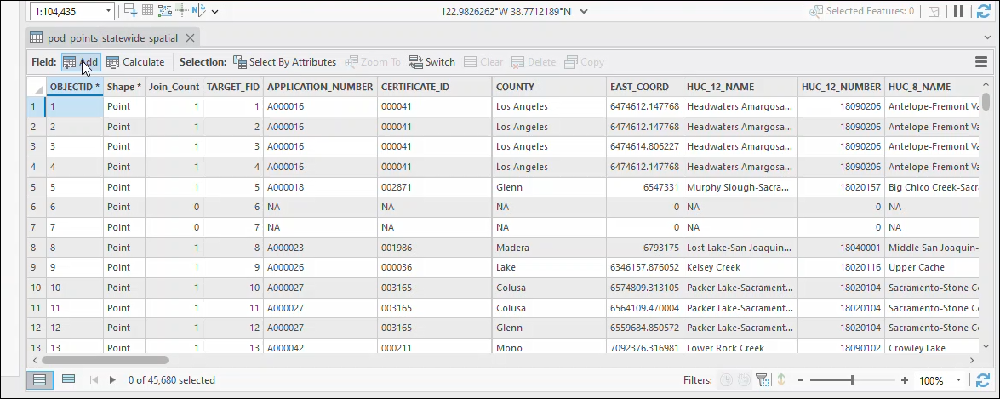 1:104,435 122.9826262°W 38.7712189°N Selected Features: 0
pod_points_statewide_spatial
Field: Add Calculate Selection: Select By Attributes Zoom To Switch Clear Delete Copy
OBJECTID * Shape * Join_Count TARGET_FID APPLICATION_NUMBER CERTIFICATE_ID COUNTY EAST_COORD HUC_12_NAME HUC_12_NUMBER HUC_8_NAME
1 1 Point 1 1 A000016 000041 Los Angeles 6474612.147768 Headwaters Amargosa... 18090206 Antelope-Fremont Va
2 2 Point 1 2 A000016 000041 Los Angeles 6474612.147768 Headwaters Amargosa... 18090206 Antelope-Fremont Va
3 3 Point 1 3 A000016 000041 Los Angeles 6474614.806227 Headwaters Amargosa... 18090206 Antelope-Fremont Va
4 4 Point 1 4 A000016 000041 Los Angeles 6474612.147768 Headwaters Amargosa... 18090206 Antelope-Fremont Va
5 5 Point 1 5 A000018 002871 Glenn 6547331 Murphy Slough-Sacra... 18020157 Big Chico Creek-Sacr
6 6 Point 0 6 NA NA NA 0 NA 0 NA
7 7 Point 0 7 NA NA NA 0 NA 0 NA
8 8 Point 1 8 A000023 001986 Madera 6793175 Lost Lake-San Joaquin... 18040001 Middle San Joaquin-
9 9 Point 1 9 A000026 000036 Lake 6346157.876052 Kelsey Creek 18020116 Upper Cache
10 10 Point 1 10 A000027 003165 Colusa 6574809.313105 Packer Lake-Sacrament... 18020104 Sacramento-Stone Co
11 11 Point 1 11 A000027 003165 Colusa 6564109.470004 Packer Lake-Sacrament... 18020104 Sacramento-Stone Co
12 12 Point 1 12 A000027 003165 Glenn 6559684.850572 Packer Lake-Sacrament... 18020104 Sacramento-Stone Co
13 13 Point 1 13 A000042 000211 Mono 7092376.316981 Lower Rock Creek 18090102 Crowley Lake
0 of 45,680 selected Filters: - + 100%